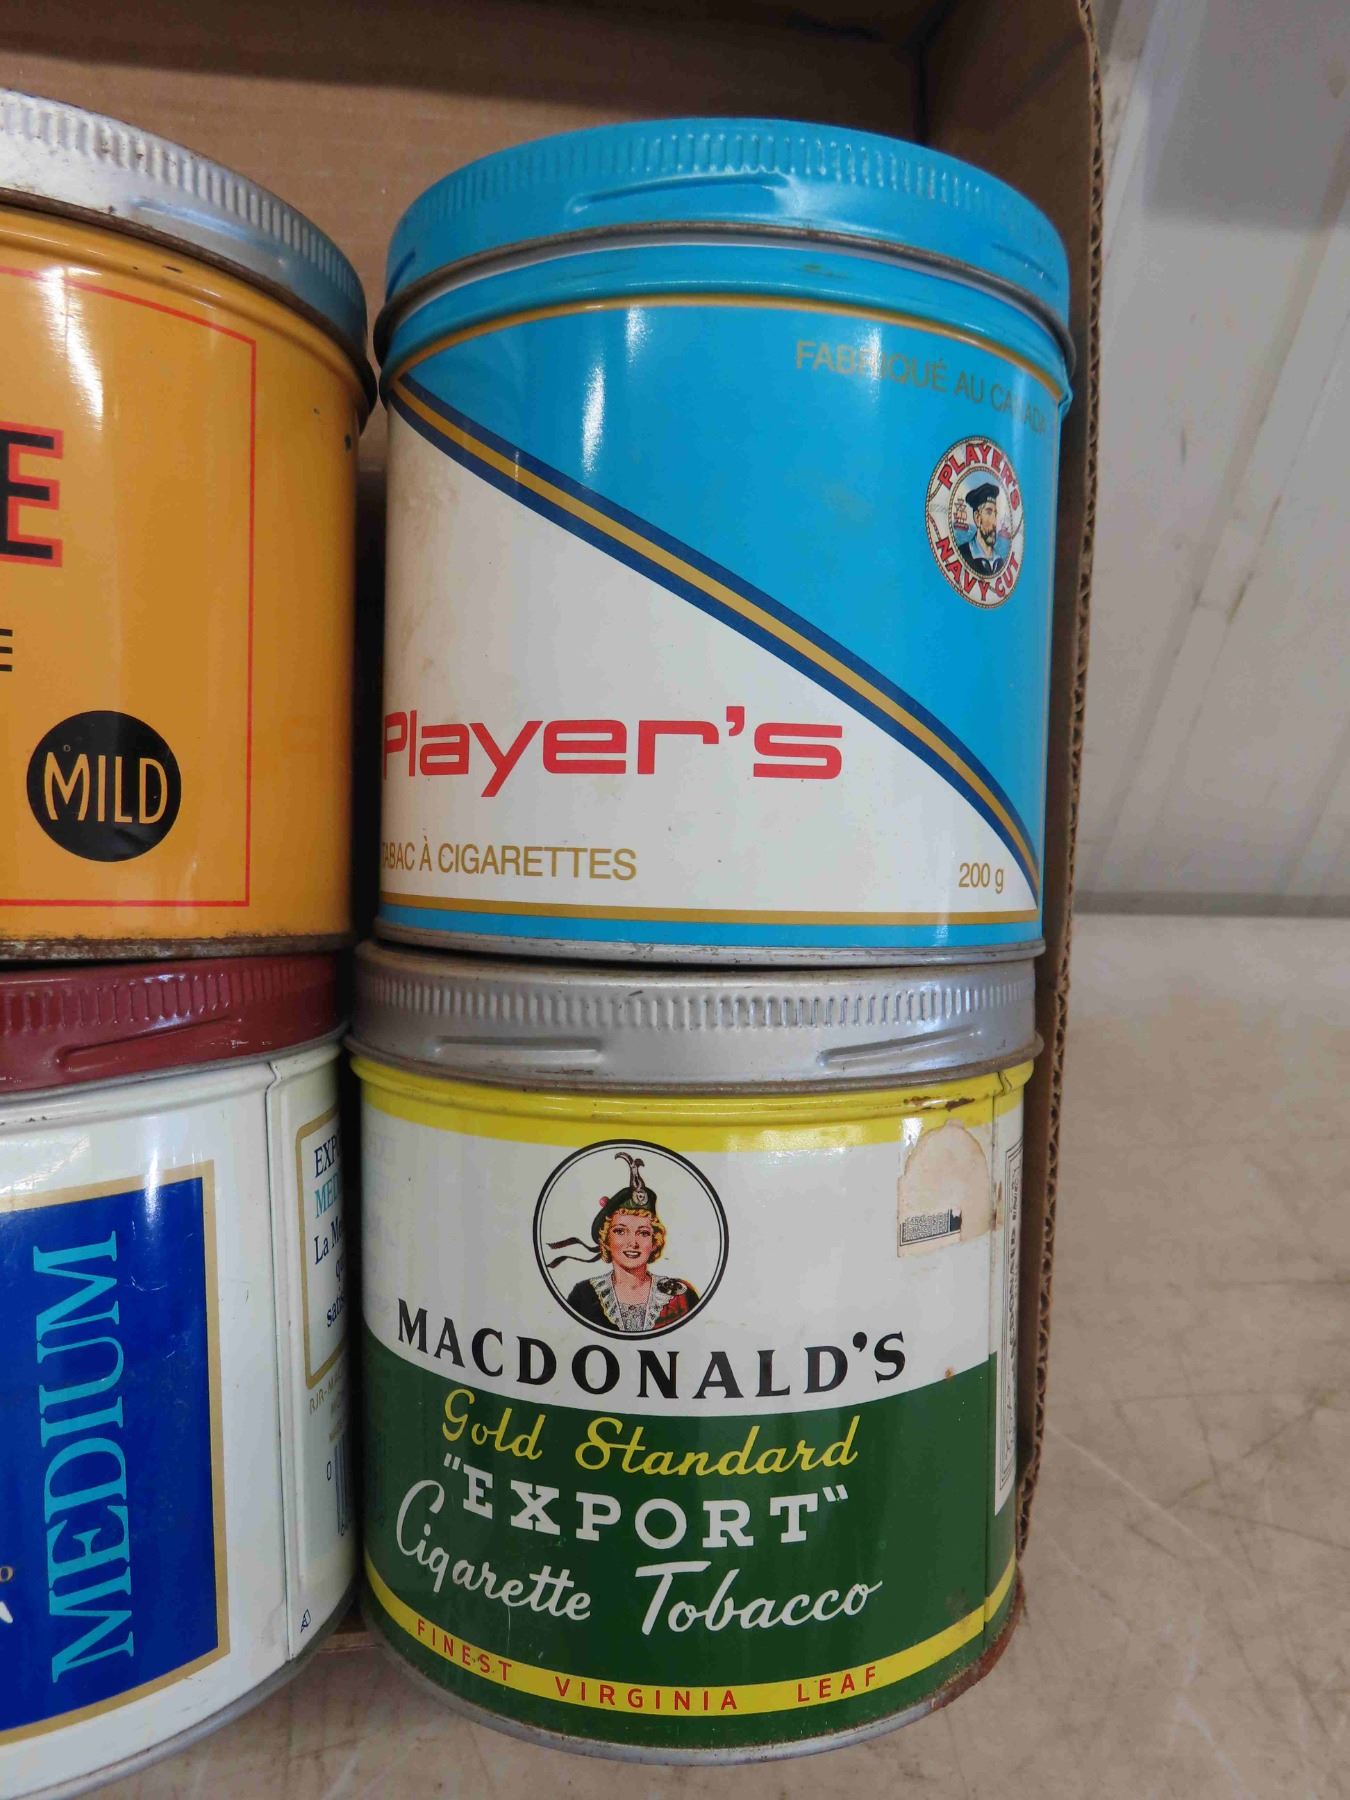 E
E
MILD
FABRIQUÉ AU CANADA
PLAYER'S
NAVY CUT
Player's
TABAC À CIGARETTES
200 g
MEDIUM
La
MACDONALD'S
Gold Standard
"EXPORT"
Cigarette Tobacco
FINEST VIRGINIA LEAF